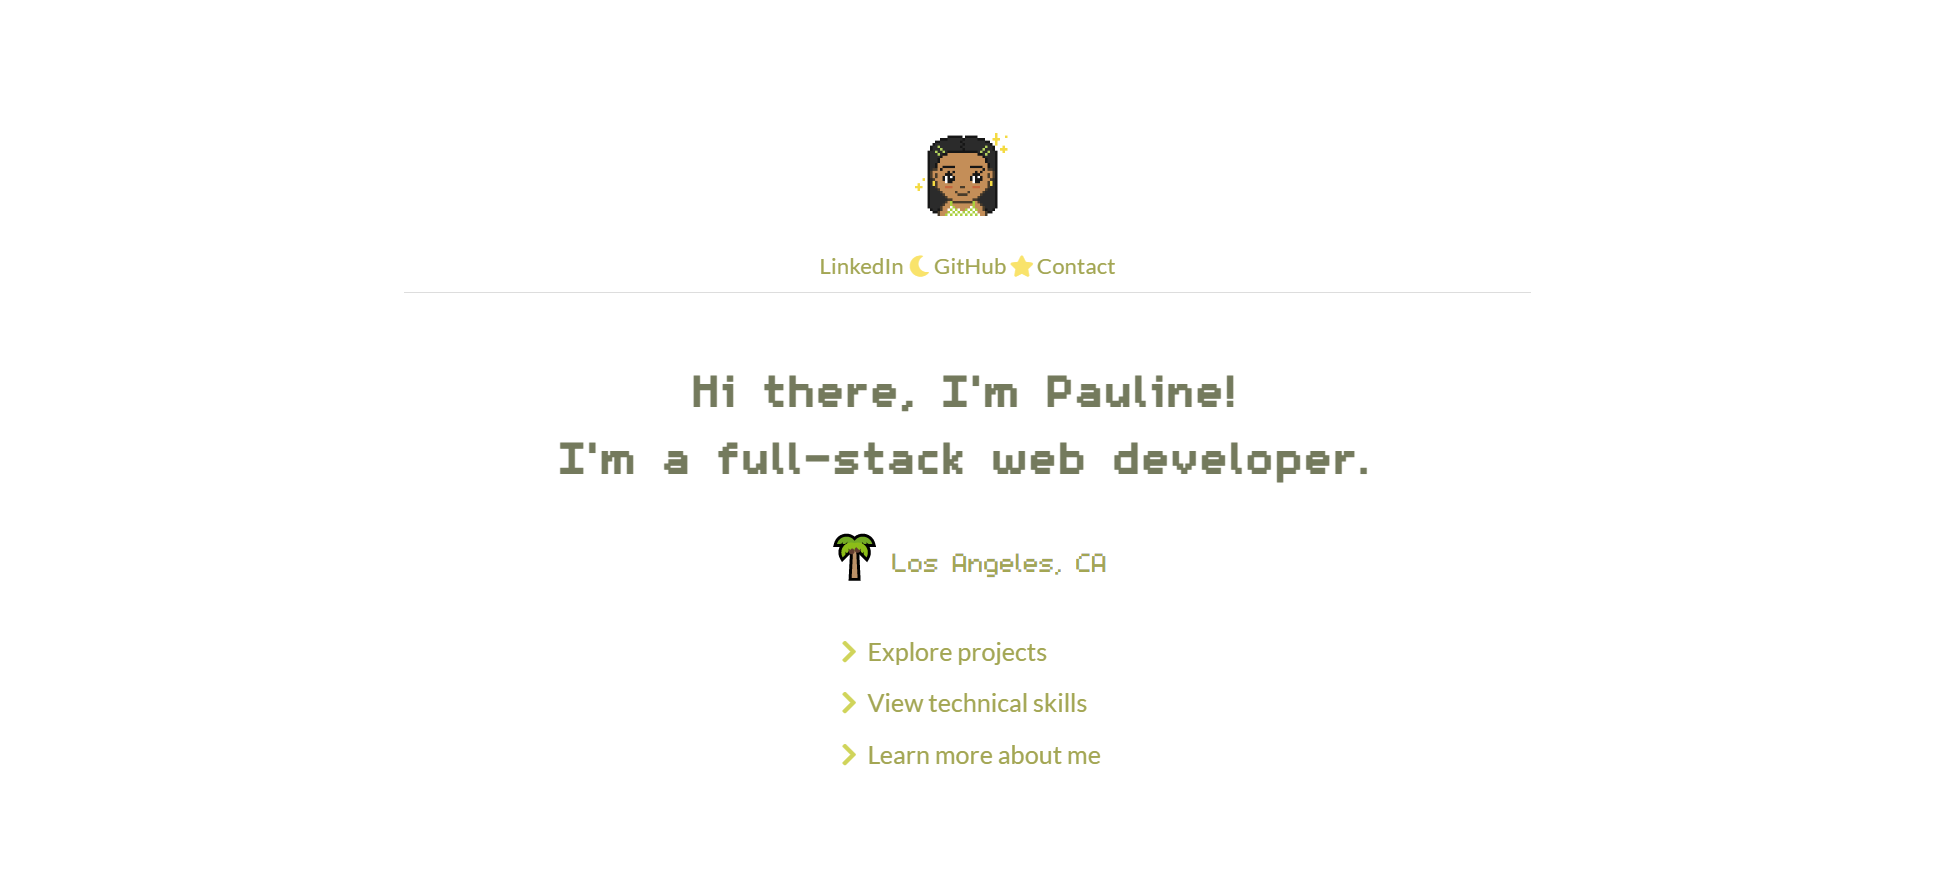 LinkedIn GitHub Contact
Hi there, I'm Pauline!
I'm a full-stack web developer.
Los Angeles, CA
Explore projects
View technical skills
Learn more about me